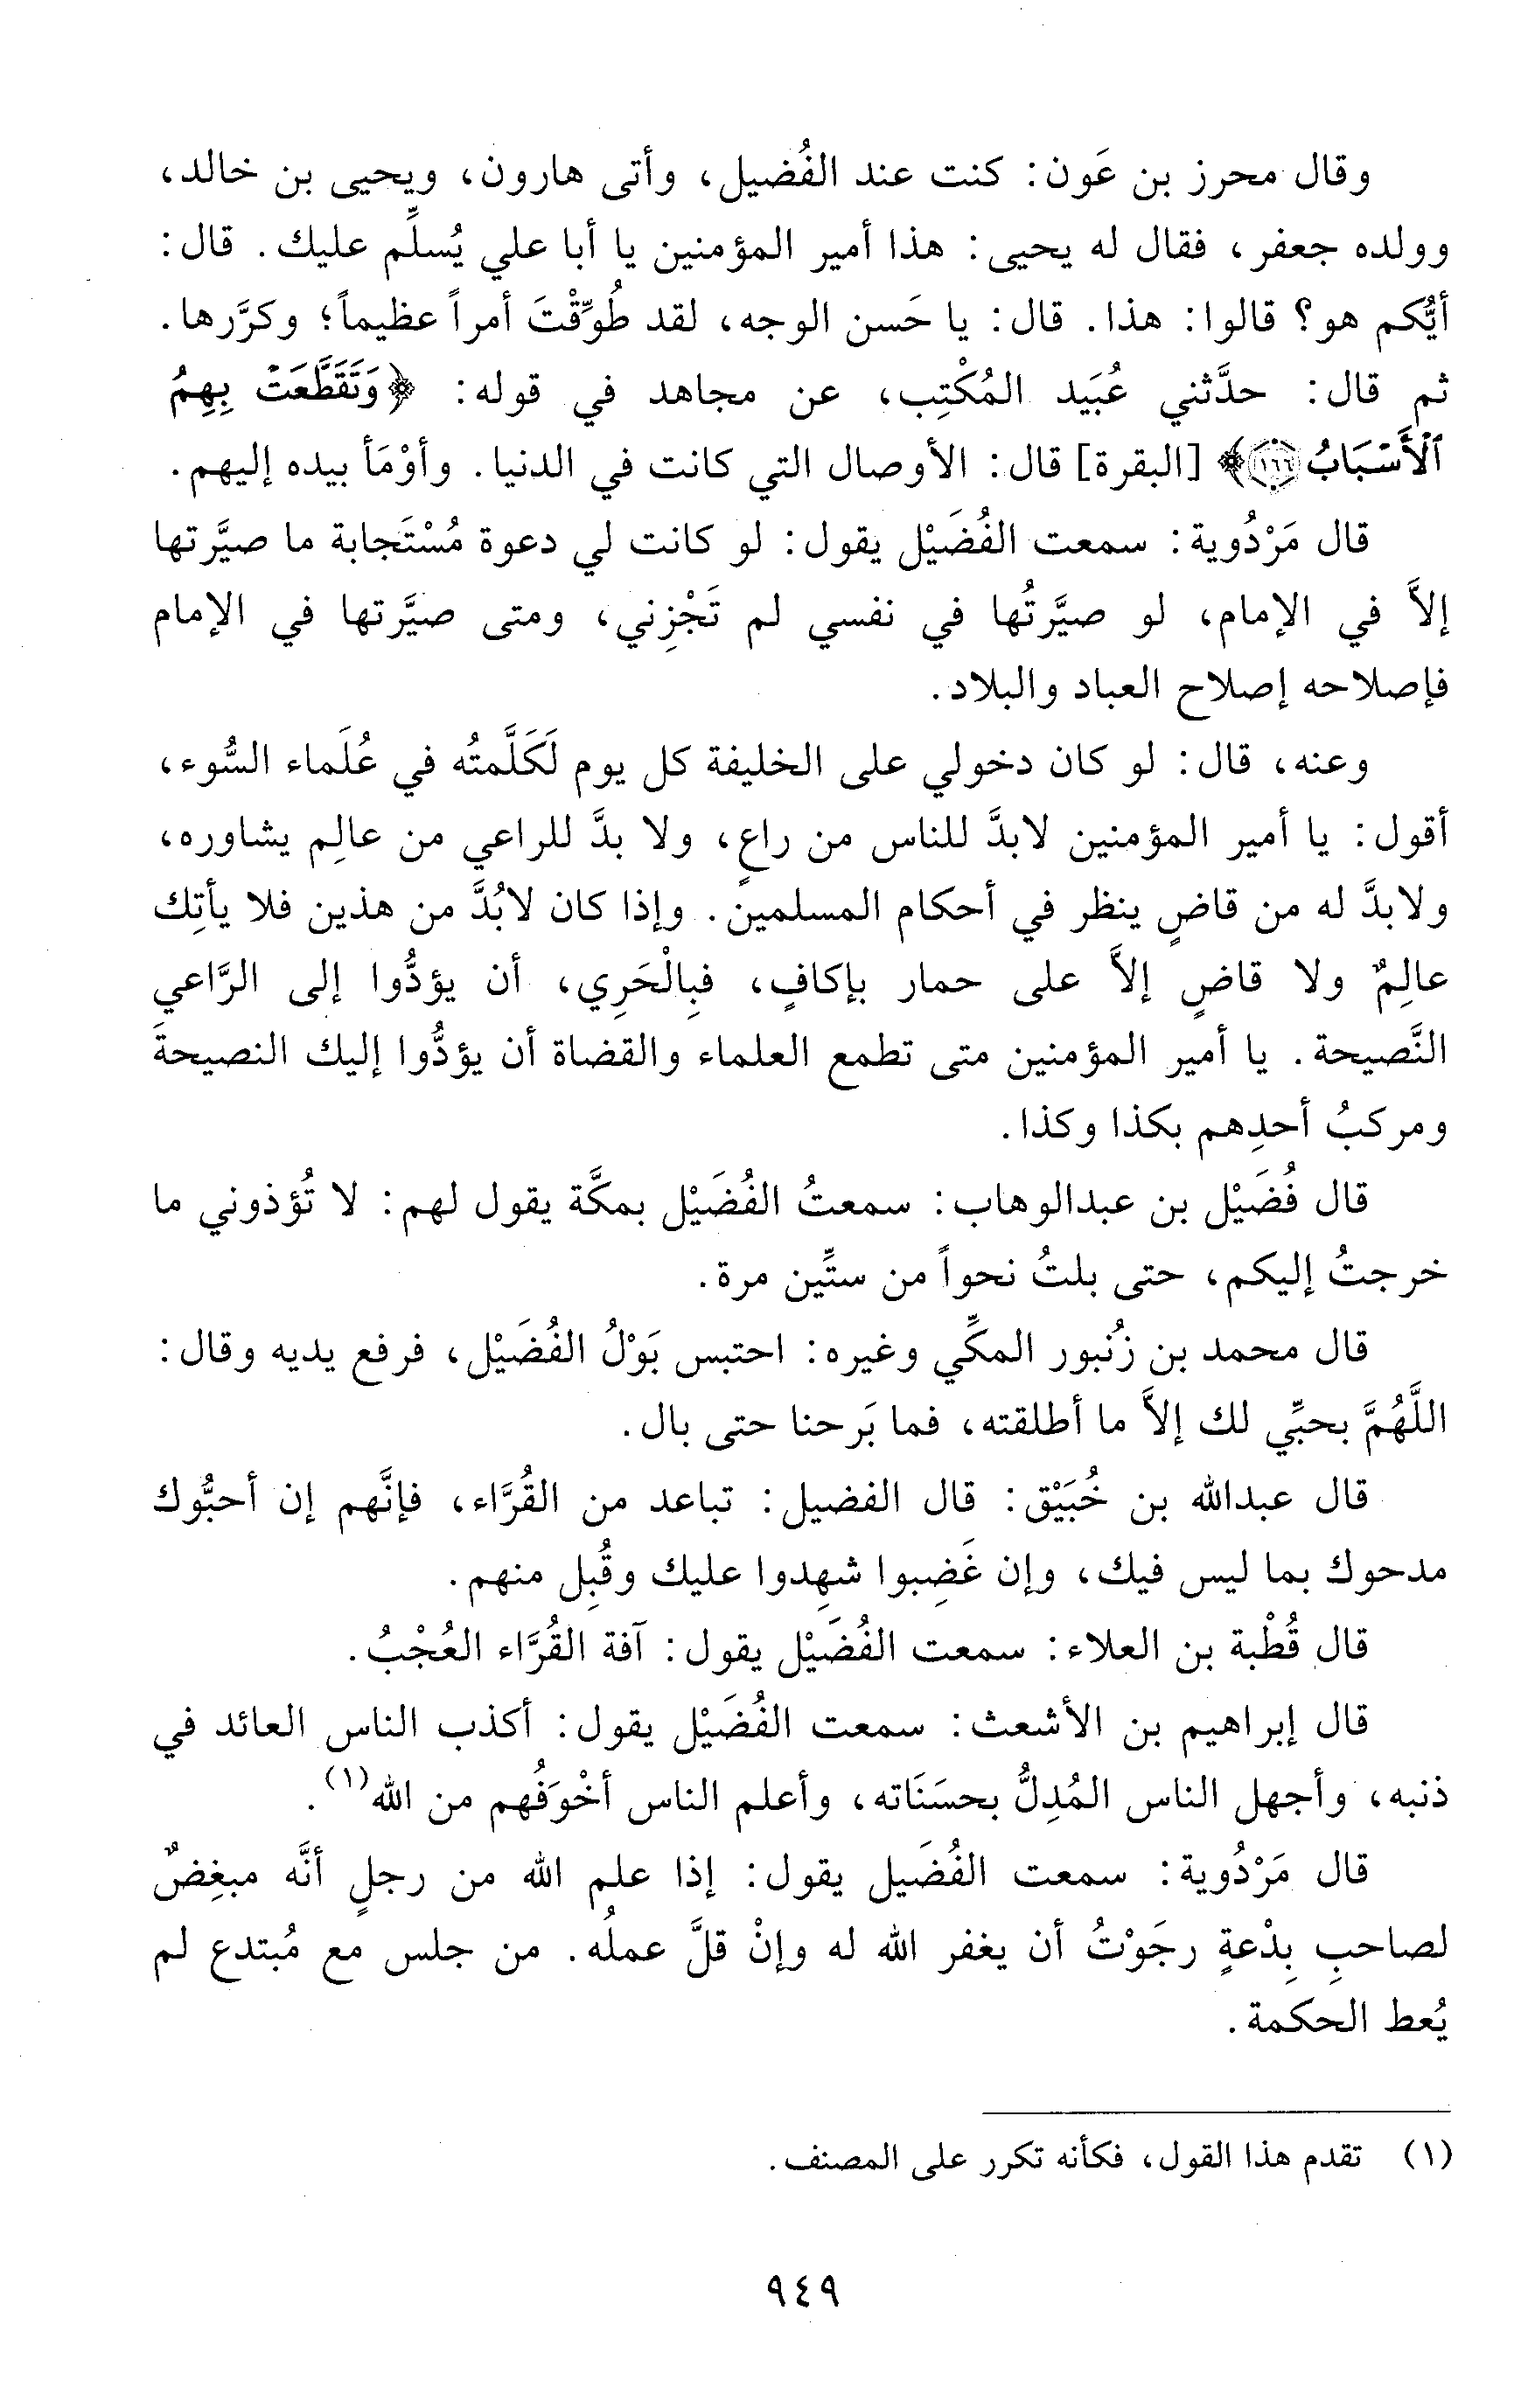 وقال محرز بن عَون: كنت عند الفُضيل، وأتى هارون، ويحيى بن خالد،
وولده جعفر، فقال له يحيى: هذا أمير المؤمنين يا أبا علي يُسلِّم عليك. قال:
أيُّكم هو؟ قالوا: هذا. قال: يا حَسن الوجه، لقد طُوِّقْتَ أمراً عظيماً؛ وكرَّرها.
ثم قال: حدَّثني عُبَيد المُكْتِب، عن مجاهد في قوله: ﴿وَتَقَطَّعَتْ بِهِمُ
ٱلْأَسْبَابُ ١٦٦﴾ [البقرة] قال: الأوصال التي كانت في الدنيا. وأوْمَأ بيده إليهم.
قال مَرْدُوية: سمعت الفُضَيْل يقول: لو كانت لي دعوة مُسْتَجابة ما صيَّرتها
إلاَّ في الإمام، لو صيَّرتُها في نفسي لم تَجْزِني، ومتى صيَّرتها في الإمام
فإصلاحه إصلاح العباد والبلاد.
وعنه، قال: لو كان دخولي على الخليفة كل يوم لَكَلَّمتُه في عُلَماء السُّوء،
أقول: يا أمير المؤمنين لابدَّ للناس من راعٍ، ولا بدَّ للراعي من عالِم يشاوره،
ولابدَّ له من قاضٍ ينظر في أحكام المسلمين. وإذا كان لابُدَّ من هذين فلا يأتِك
عالِمٌ ولا قاضٍ إلاَّ على حمار بإكافٍ، فبِالْحَرِي، أن يؤدُّوا إلى الرَّاعي
النَّصيحة. يا أمير المؤمنين متى تطمع العلماء والقضاة أن يؤدُّوا إليك النصيحةَ
ومركبُ أحدِهم بكذا وكذا.
قال فُضَيْل بن عبدالوهاب: سمعتُ الفُضَيْل بمكَّة يقول لهم: لا تُؤذوني ما
خرجتُ إليكم، حتى بلتُ نحواً من ستِّين مرة.
قال محمد بن زُنبور المكِّي وغيره: احتبس بَوْلُ الفُضَيْل، فرفع يديه وقال:
اللَّهُمَّ بحبِّي لك إلاَّ ما أطلقته، فما بَرحنا حتى بال.
قال عبدالله بن خُبَيْق: قال الفضيل: تباعد من القُرَّاء، فإنَّهم إن أحبُّوك
مدحوك بما ليس فيك، وإن غَضِبوا شهِدوا عليك وقُبِل منهم.
قال قُطْبة بن العلاء: سمعت الفُضَيْل يقول: آفة القُرَّاء العُجْبُ.
قال إبراهيم بن الأشعث: سمعت الفُضَيْل يقول: أكذب الناس العائد في
ذنبه، وأجهل الناس المُدِلُّ بحسَنَاته، وأعلم الناس أخْوَفُهم من الله(١).
قال مَرْدُوية: سمعت الفُضَيل يقول: إذا علم الله من رجلٍ أنَّه مبغِضٌ
لصاحبِ بِدْعةٍ رجَوْتُ أن يغفر الله له وإنْ قلَّ عملُه. من جلس مع مُبتدع لم
يُعط الحكمة.
(١) تقدم هذا القول، فكأنه تكرر على المصنف.
٩٤٩